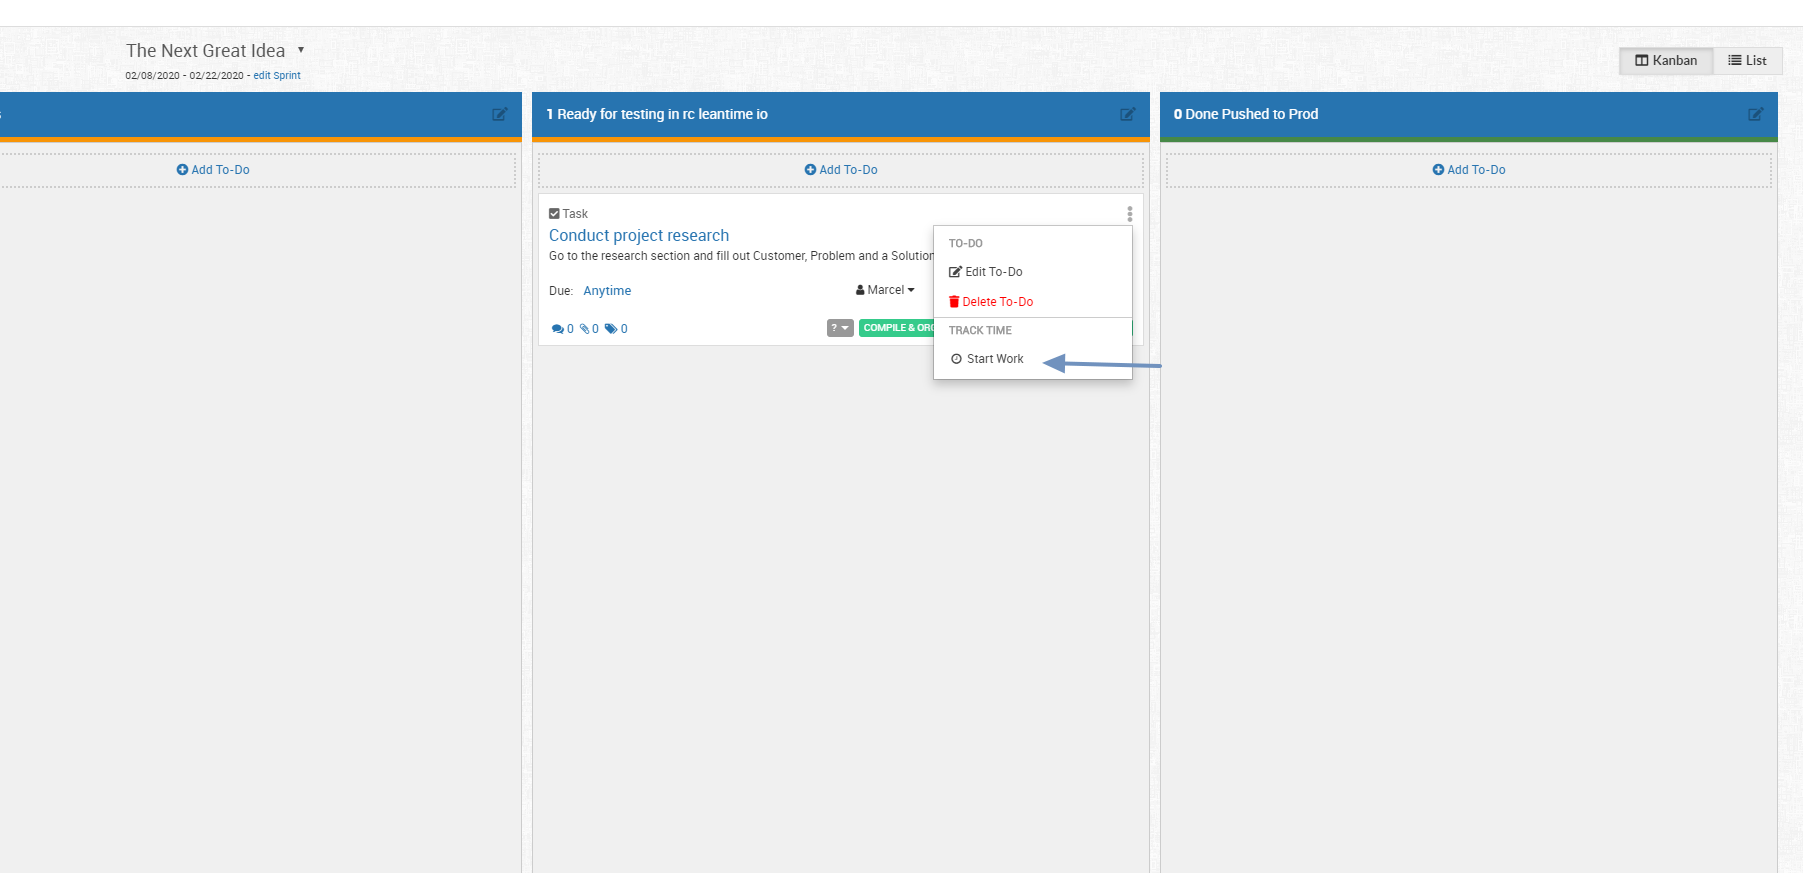 The Next Great Idea
02/08/2020 - 02/22/2020 - edit Sprint
Kanban
List
1 Ready for testing in rc leantime io
0 Done Pushed to Prod
Add To-Do
Add To-Do
Add To-Do
Task
Conduct project research
Go to the research section and fill out Customer, Problem and a Solution
Due: Anytime
Marcel
0 0 0
?
COMPILE &
TO-DO
Edit To-Do
Delete To-Do
TRACK TIME
Start Work